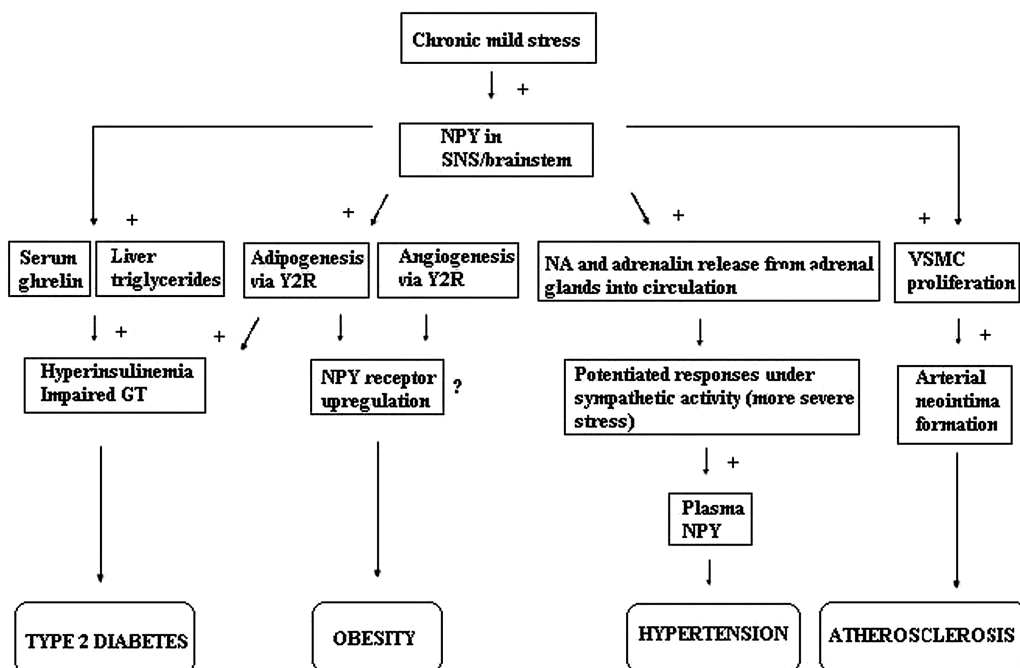 Chronic mild stress
+
NPY in
SNS/brainstem
+
+
+
+
Serum
ghrelin
Liver
triglycerides
Adipogenesis
via Y2R
Angiogenesis
via Y2R
NA and adrenalin release from adrenal
glands into circulation
VSMC
proliferation
+
+
+
Hyperinsulinemia
Impaired GT
NPY receptor
upregulation
?
Potentiated responses under
sympathetic activity (more severe
stress)
Arterial
neointima
formation
+
Plasma
NPY
TYPE 2 DIABETES
OBESITY
HYPERTENSION
ATHEROSCLEROSIS